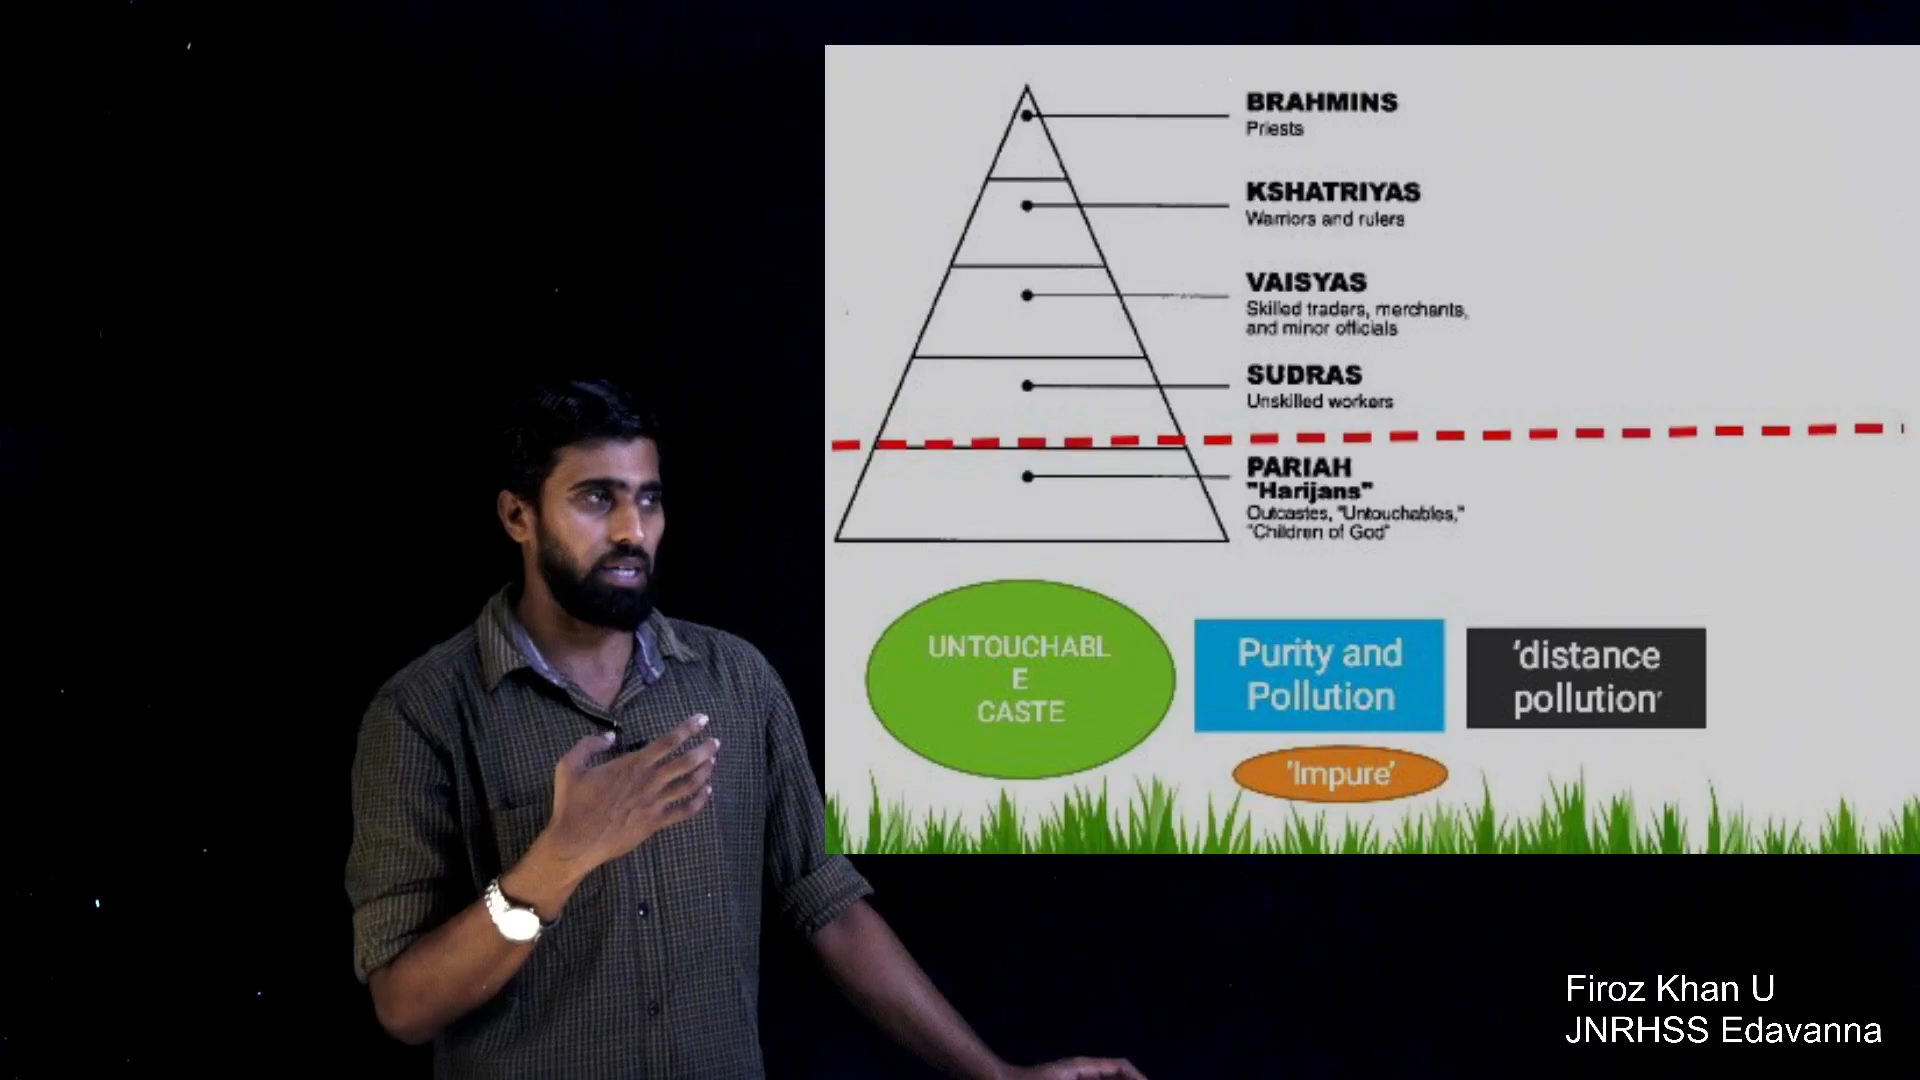 BRAHMINS
Priests
KSHATRIYAS
Warriors and rulers
VAISYAS
Skilled traders, merchants,
and minor officials
SUDRAS
Unskilled workers
PARIAH
"Harijans"
Outcastes, "Untouchables,"
"Children of God"
UNTOUCHABL
E
CASTE
Purity and
Pollution
'distance
pollution'
'Impure'
Firoz Khan U
JNRHSS Edavanna